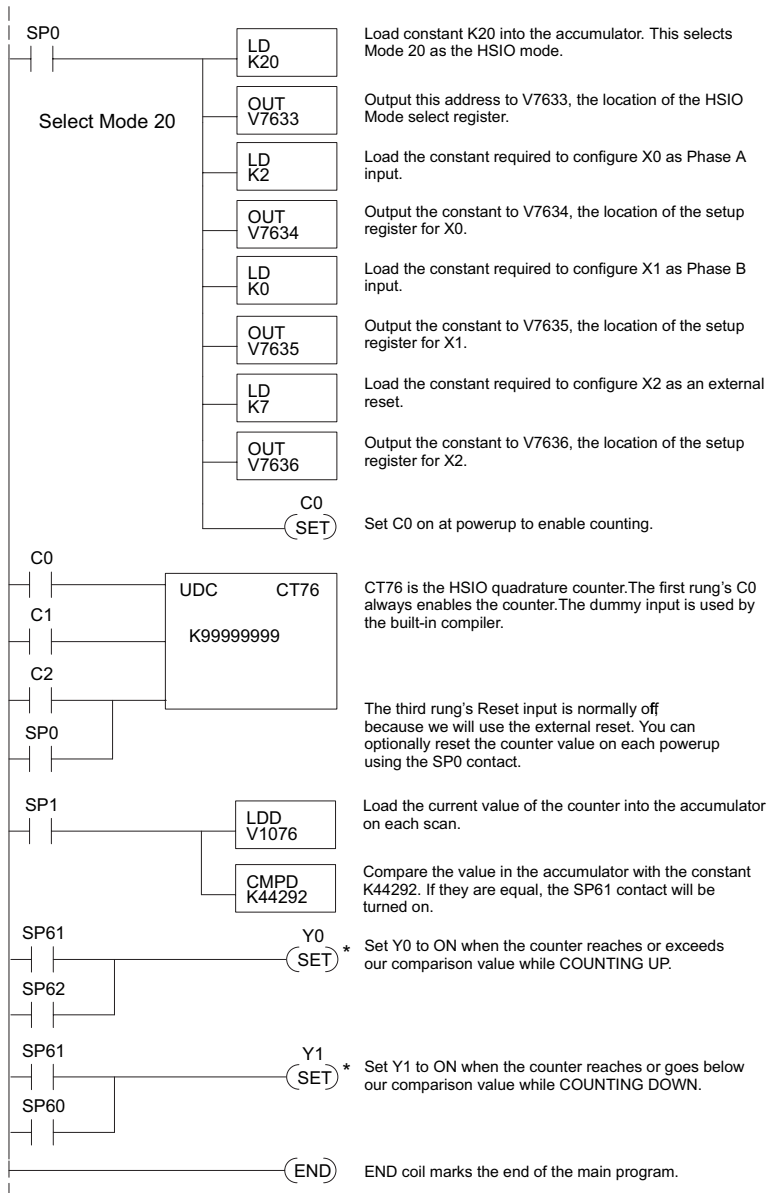 SP0
LD
K20
Load constant K20 into the accumulator. This selects
Mode 20 as the HSIO mode.
Select Mode 20
OUT
V7633
Output this address to V7633, the location of the HSIO
Mode select register.
LD
K2
Load the constant required to configure X0 as Phase A
input.
OUT
V7634
Output the constant to V7634, the location of the setup
register for X0.
LD
K0
Load the constant required to configure X1 as Phase B
input.
OUT
V7635
Output the constant to V7635, the location of the setup
register for X1.
LD
K7
Load the constant required to configure X2 as an external
reset.
OUT
V7636
Output the constant to V7636, the location of the setup
register for X2.
C0
SET
Set C0 on at powerup to enable counting.
C0
UDC CT76
K99999999
CT76 is the HSIO quadrature counter.The first rung's C0
always enables the counter.The dummy input is used by
the built-in compiler.
C1
C2
SP0
The third rung's Reset input is normally off,
because we will use the external reset. You can
optionally reset the counter value on each powerup
using the SP0 contact.
SP1
LDD
V1076
Load the current value of the counter into the accumulator
on each scan.
CMPD
K44292
Compare the value in the accumulator with the constant
K44292. If they are equal, the SP61 contact will be
turned on.
SP61
Y0
SET *
Set Y0 to ON when the counter reaches or exceeds
our comparison value while COUNTING UP.
SP62
SP61
Y1
SET *
Set Y1 to ON when the counter reaches or goes below
our comparison value while COUNTING DOWN.
SP60
END
END coil marks the end of the main program.